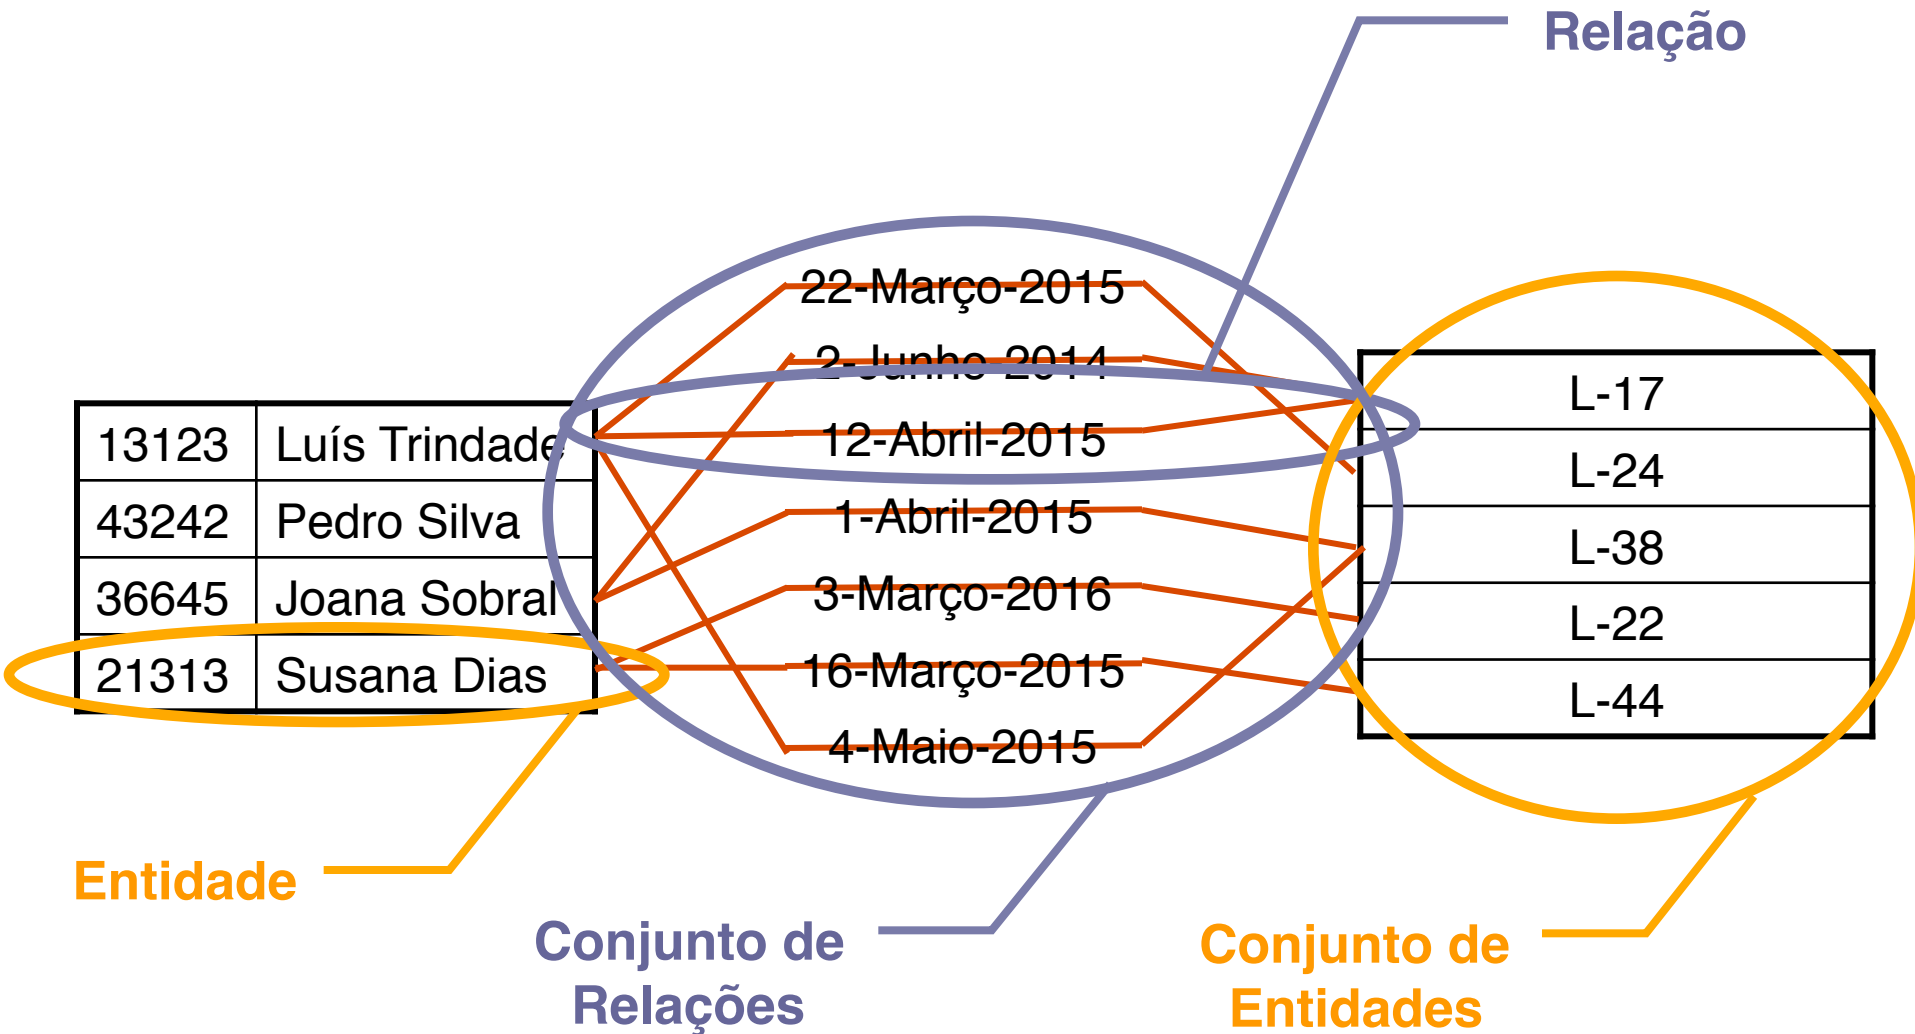 Relação
22-Março-2015
2-Junho-2014
12-Abril-2015
1-Abril-2015
3-Março-2016
16-Março-2015
4-Maio-2015
13123 Luís Trindade
43242 Pedro Silva
36645 Joana Sobral
21313 Susana Dias
L-17
L-24
L-38
L-22
L-44
Entidade
Conjunto de
Relações
Conjunto de
Entidades